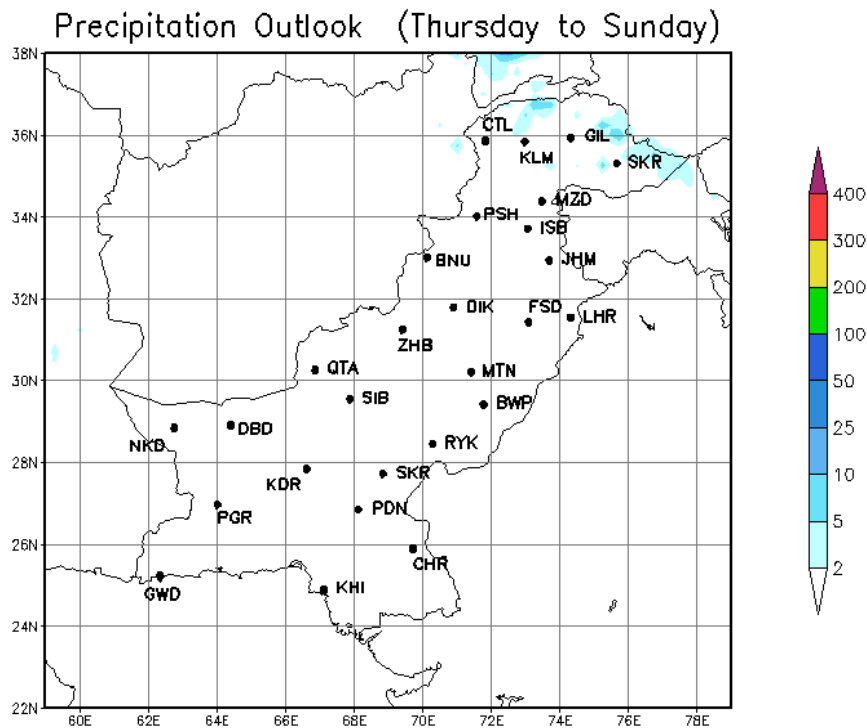 Precipitation Outlook (Thursday to Sunday)
38N
36N
34N
32N
30N
28N
26N
24N
22N
60E
62E
64E
66E
68E
70E
72E
74E
76E
78E
CTL
KLM
GIL
SKR
MZD
PSH
ISB
BNU
JHM
DIK
FSD
LHR
ZHB
QTA
MTN
SIB
BWP
NKD
DBD
RYK
KDR
SKR
PGR
PDN
CHR
GWD
KHI
400
300
200
100
50
25
10
5
2